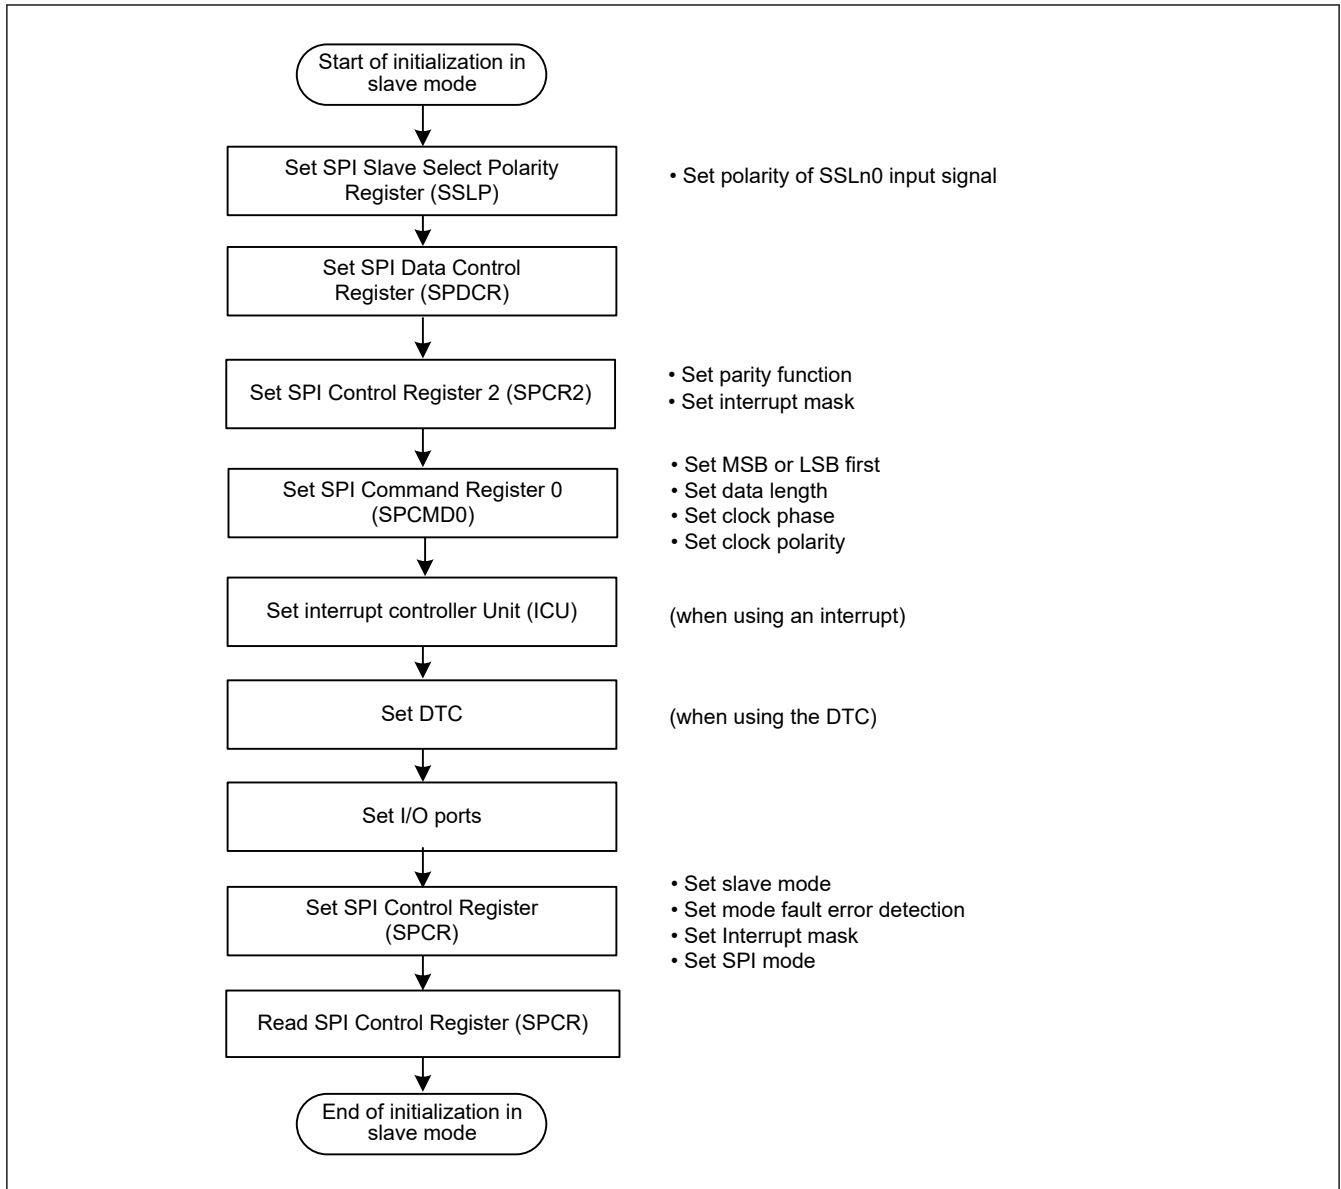 Start of initialization in
slave mode
Set SPI Slave Select Polarity
Register (SSLP)
• Set polarity of SSLn0 input signal
Set SPI Data Control
Register (SPDCR)
Set SPI Control Register 2 (SPCR2)
• Set parity function
• Set interrupt mask
Set SPI Command Register 0
(SPCMD0)
• Set MSB or LSB first
• Set data length
• Set clock phase
• Set clock polarity
Set interrupt controller Unit (ICU)
(when using an interrupt)
Set DTC
(when using the DTC)
Set I/O ports
Set SPI Control Register
(SPCR)
• Set slave mode
• Set mode fault error detection
• Set Interrupt mask
• Set SPI mode
Read SPI Control Register (SPCR)
End of initialization in
slave mode